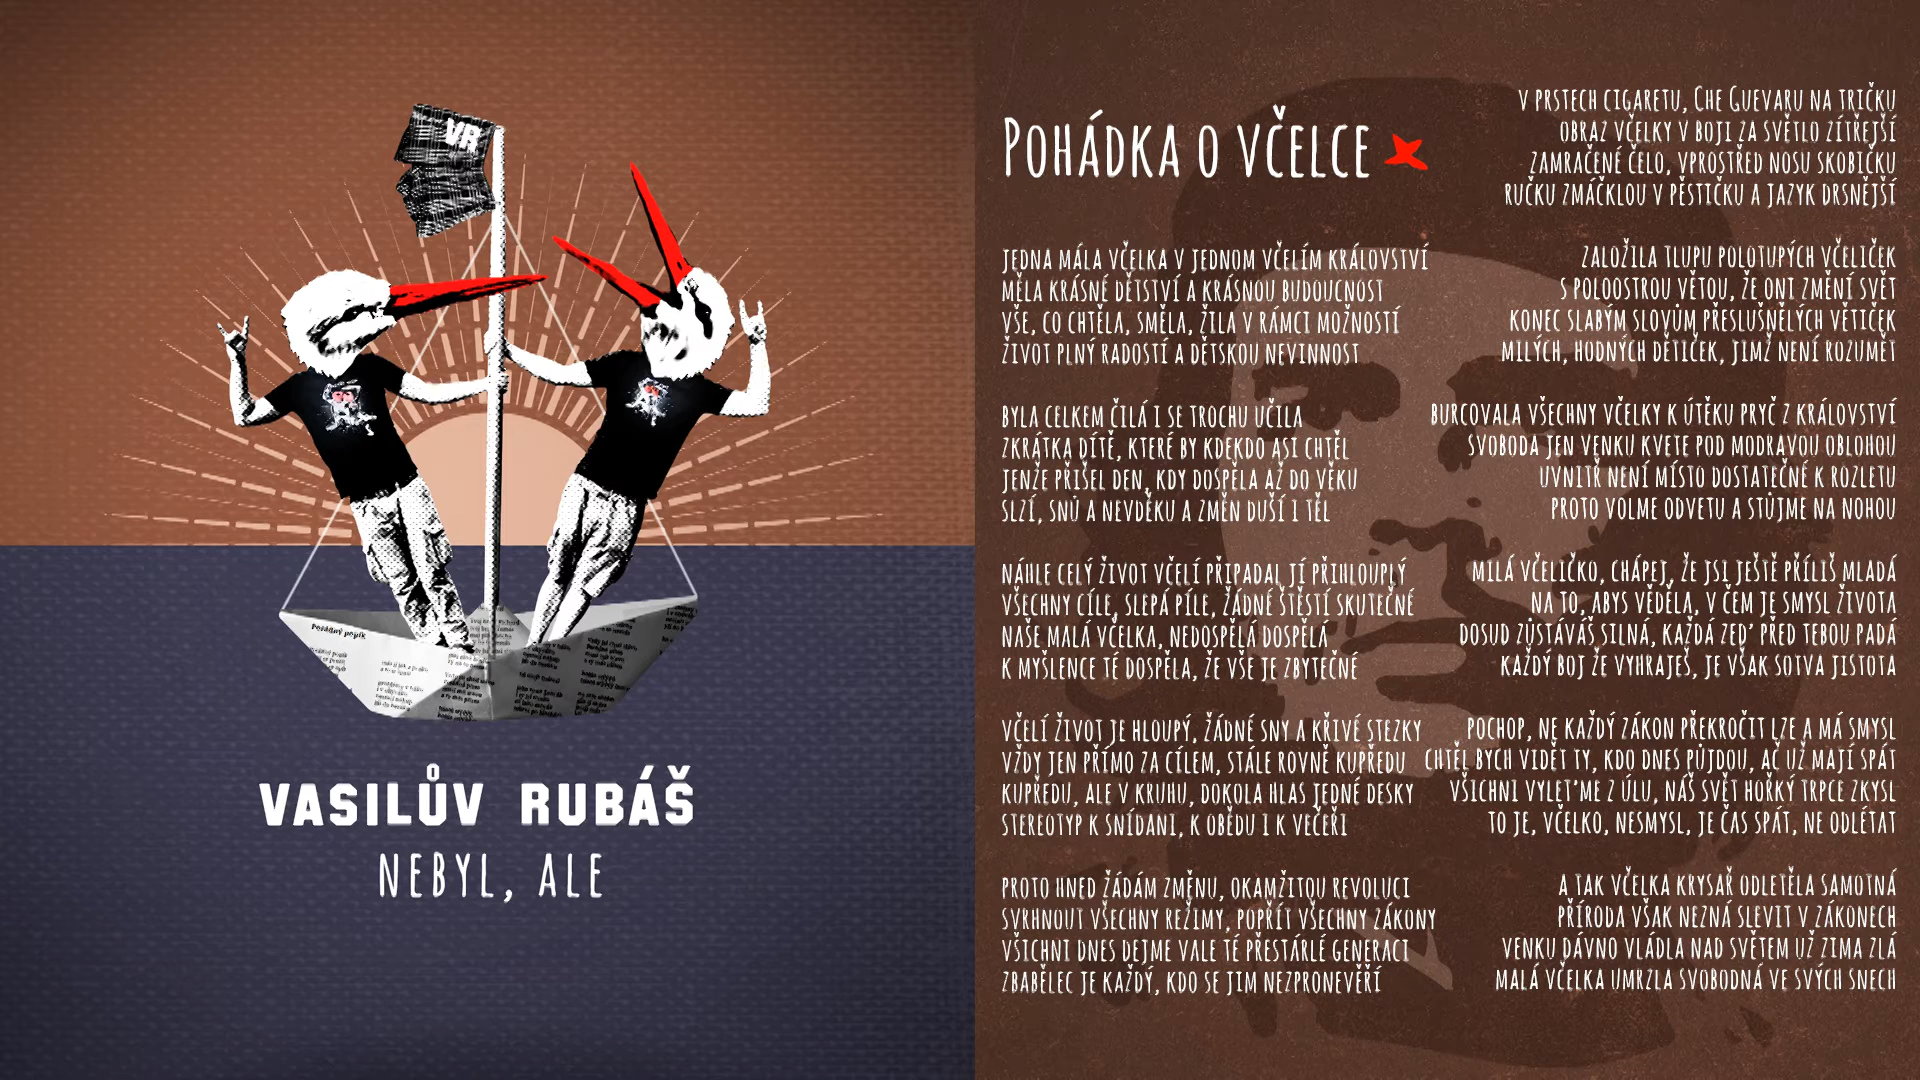 VR
Pořádný popík
VASILŮV RUBÁŠ
NEBYL, ALE
POHÁDKA O VČELCE
JEDNA MÁLA VČELKA V JEDNOM VČELÍM KRÁLOVSTVÍ
MĚLA KRÁSNÉ DĚTSTVÍ A KRÁSNOU BUDOUCNOST
VŠE, CO CHTĚLA, SMĚLA, ŽILA V RÁMCI MOŽNOSTÍ
ŽIVOT PLNÝ RADOSTÍ A DĚTSKOU NEVINNOST
BYLA CELKEM ČILÁ I SE TROCHU UČILA
ZKRÁTKA DÍTĚ, KTERÉ BY KDEKDO ASI CHTĚL
JENŽE PŘIŠEL DEN, KDY DOSPĚLA AŽ DO VĚKU
SLZÍ, SNŮ A NEVDĚKU A ZMĚN DUŠÍ I TĚL
NÁHLE CELÝ ŽIVOT VČELÍ PŘIPADAL JÍ PŘIHLOUPLÝ
VŠECHNY CÍLE, SLEPÁ PÍLE, ŽÁDNÉ ŠTĚSTÍ SKUTEČNÉ
NAŠE MALÁ VČELKA, NEDOSPĚLÁ DOSPĚLÁ
K MYŠLENCE TÉ DOSPĚLA, ŽE VŠE JE ZBYTEČNÉ
VČELÍ ŽIVOT JE HLOUPÝ, ŽÁDNÉ SNY A KŘIVÉ STEZKY
VŽDY JEN PŘÍMO ZA CÍLEM, STÁLE ROVNĚ KUPŘEDU
KUPŘEDU, ALE V KRUHU, DOKOLA HLAS JEDNÉ DESKY
STEREOTYP K SNÍDANI, K OBĚDU I K VEČEŘI
PROTO HNED ŽÁDÁM ZMĚNU, OKAMŽITOU REVOLUCI
SVRHNOUT VŠECHNY REŽIMY, POPŘÍT VŠECHNY ZÁKONY
VŠICHNI DNES DEJME VALE TÉ PŘESTÁRLÉ GENERACI
ZBABĚLEC JE KAŽDÝ, KDO SE JIM NEZPRONEVĚŘÍ
V PRSTECH CIGARETU, CHE GUEVARU NA TRIČKU
OBRAZ VČELKY V BOJI ZA SVĚTLO ZÍTŘEJŠÍ
ZAMRAČENÉ ČELO, VPROSTŘED NOSU SKOBIČKU
RUČKU ZMÁČKLOU V PĚSTIČKU A JAZYK DRSNĚJŠÍ
ZALOŽILA TLUPU POLOTUPÝCH VČELIČEK
S POLOOSTROU VĚTOU, ŽE ONI ZMĚNÍ SVĚT
KONEC SLABÝM SLOVŮM PŘESLUŠNĚLÝCH VĚTIČEK
MILÝCH, HODNÝCH DĚTIČEK, JIMŽ NENÍ ROZUMĚT
BURCOVALA VŠECHNY VČELKY K ÚTĚKU PRYČ Z KRÁLOVSTVÍ
SVOBODA JEN VENKU KVETE POD MODRAVOU OBLOHOU
UVNITŘ NENÍ MÍSTO DOSTATEČNÉ K ROZLETU
PROTO VOLME ODVETU A STŮJME NA NOHOU
MILÁ VČELIČKO, CHÁPEJ, ŽE JSI JEŠTĚ PŘÍLIŠ MLADÁ
NA TO, ABYS VĚDĚLA, V ČEM JE SMYSL ŽIVOTA
DOSUD ZŮSTÁVÁŠ SILNÁ, KAŽDÁ ZEĎ PŘED TEBOU PADÁ
KAŽDÝ BOJ ŽE VYHRAJEŠ, JE VŠAK SOTVA JISTOTA
POCHOP, NE KAŽDÝ ZÁKON PŘEKROČIT LZE A MÁ SMYSL
CHTĚL BYCH VIDĚT TY, KDO DNES PŮJDOU, AČ UŽ MAJÍ SPÁT
VŠICHNI VYLEŤME Z ÚLU, NÁŠ SVĚT HOŘKÝ TRPCE ZKYSL
TO JE, VČELKO, NESMYSL, JE ČAS SPÁT, NE ODLÉTAT
A TAK VČELKA KRYSAŘ ODLETĚLA SAMOTNÁ
PŘÍRODA VŠAK NEZNÁ SLEVIT V ZÁKONECH
VENKU DÁVNO VLÁDLA NAD SVĚTEM UŽ ZIMA ZLÁ
MALÁ VČELKA UMRZLA SVOBODNÁ VE SVÝCH SNECH